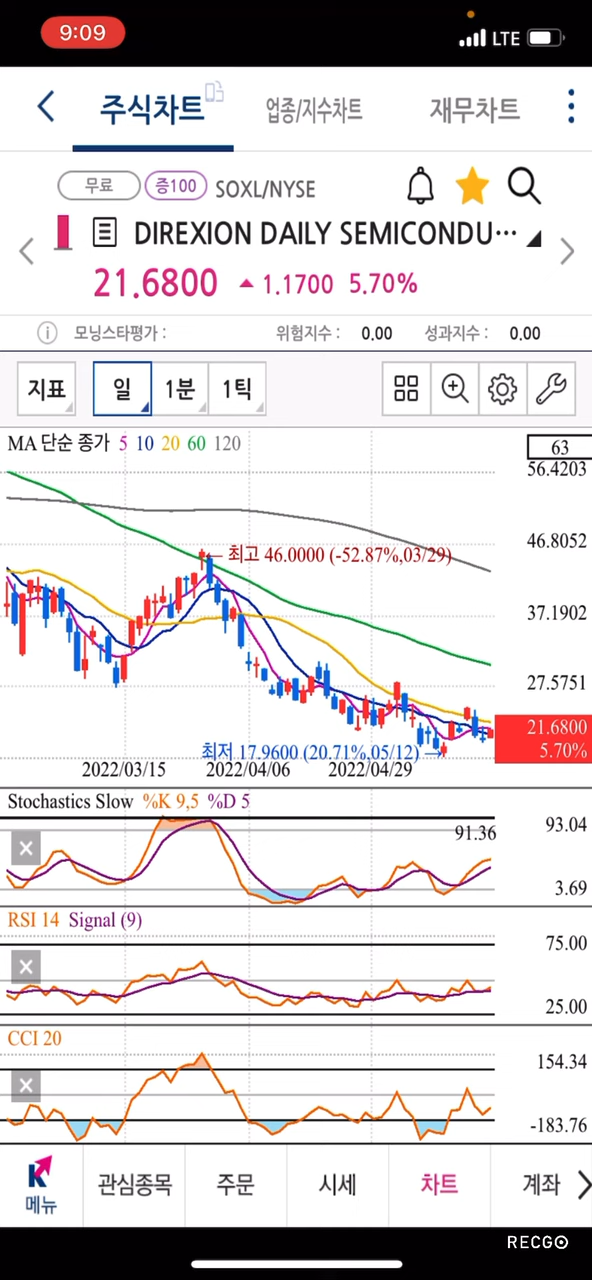 9:09 LTE
주식차트 업종/지수차트 재무차트
무료 증100 SOXL/NYSE
DIREXION DAILY SEMICONDU...
21.6800 ▲ 1.1700 5.70%
모닝스타평가 : 위험지수 : 0.00 성과지수 : 0.00
지표 일 1분 1틱
MA 단순 종가 5 10 20 60 120
63
56.4203
46.8052
최고 46.0000 (-52.87%,03/29)
37.1902
27.5751
21.6800
5.70%
최저 17.9600 (20.71%,05/12)
2022/03/15 2022/04/06 2022/04/29
Stochastics Slow %K 9,5 %D 5
93.04
91.36
3.69
RSI 14 Signal (9)
75.00
25.00
CCI 20
154.34
-183.76
K
메뉴 관심종목 주문 시세 차트 계좌
RECGO